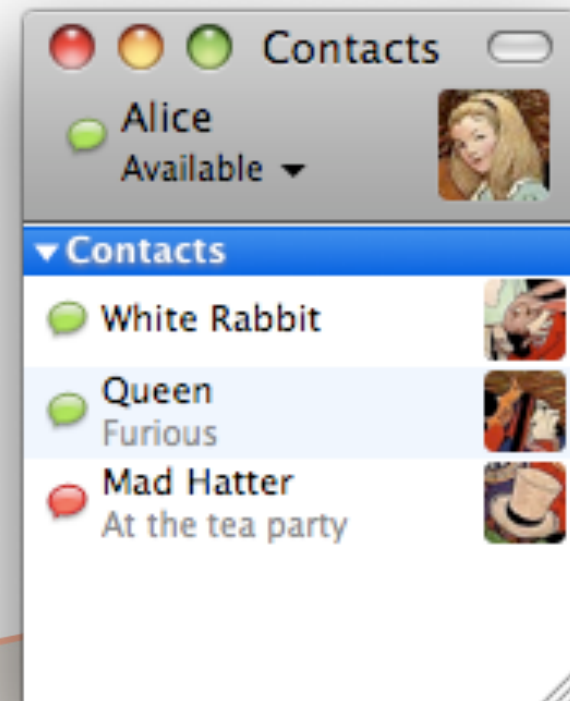 Contacts
Alice
Available
Contacts
White Rabbit
Queen
Furious
Mad Hatter
At the tea party